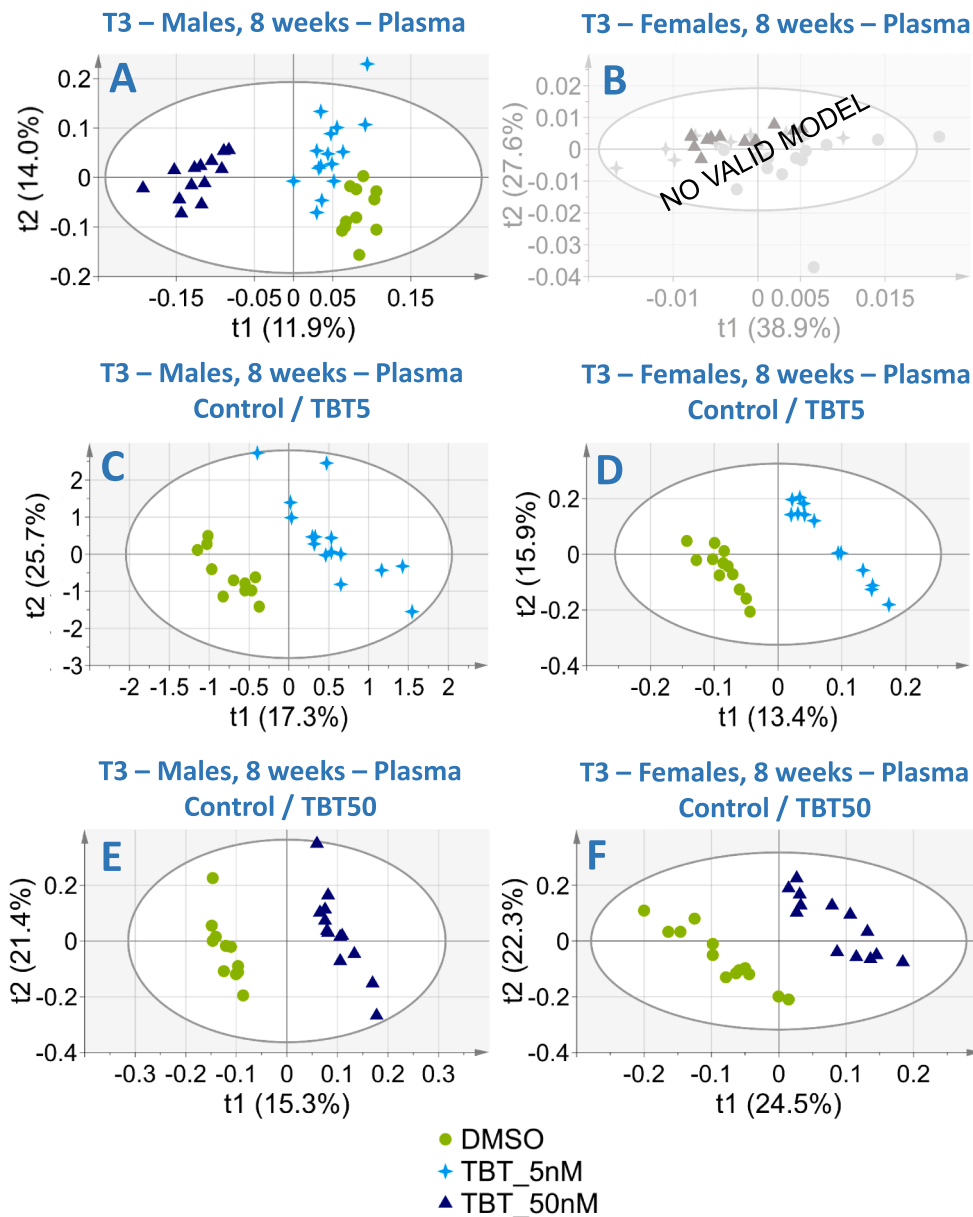 T3 – Males, 8 weeks – Plasma
A
t2 (14.0%)
0.2
0.1
0
-0.1
-0.2
-0.15 -0.05 0 0.05 0.15
t1 (11.9%)
T3 – Females, 8 weeks – Plasma
B
NO VALID MODEL
t2 (27.6%)
0.02
0.01
0
-0.01
-0.02
-0.03
-0.04
-0.01 0 0.005 0.015
t1 (38.9%)
T3 – Males, 8 weeks – Plasma
Control / TBT5
C
t2 (25.7%)
2
1
0
-1
-2
-3
-2 -1.5 -1 -0.5 0 0.5 1 1.5 2
t1 (17.3%)
T3 – Females, 8 weeks – Plasma
Control / TBT5
D
t2 (15.9%)
0.2
0
-0.2
-0.4
-0.2 -0.1 0 0.1 0.2
t1 (13.4%)
T3 – Males, 8 weeks – Plasma
Control / TBT50
E
t2 (21.4%)
0.2
0
-0.2
-0.4
-0.3 -0.2 -0.1 0 0.1 0.2 0.3
t1 (15.3%)
T3 – Females, 8 weeks – Plasma
Control / TBT50
F
t2 (22.3%)
0.2
0
-0.2
-0.4
-0.2 -0.1 0 0.1 0.2
t1 (24.5%)
DMSO
TBT_5nM
TBT_50nM